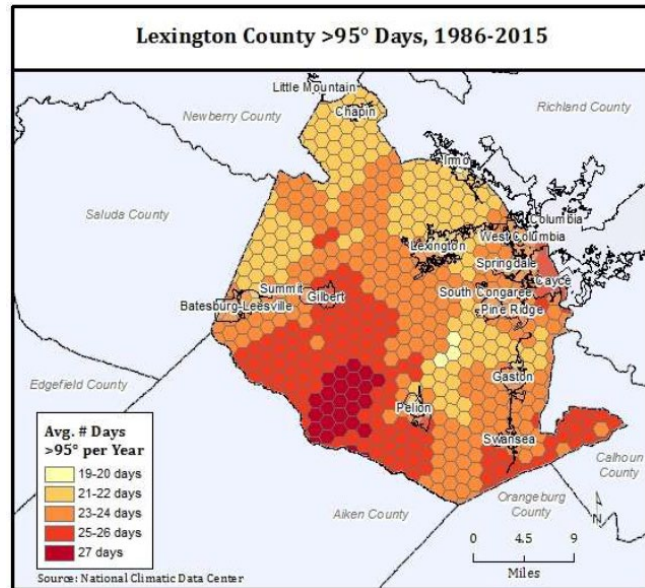 Lexington County >95° Days, 1986-2015
Little Mountain
Newberry County
Chapin
Richland County
Irmo
Saluda County
Columbia
West Columbia
Lexington
Springdale
Cayce
Summit
Gilbert
South Congaree
Batesburg-Leesville
Pine Ridge
Edgefield County
Gaston
Pelion
Swansea
Calhoun
County
Orangeburg
County
Aiken County
N
Avg. # Days
>95° per Year
19-20 days
21-22 days
23-24 days
25-26 days
27 days
0 4.5 9
Miles
Source: National Climatic Data Center